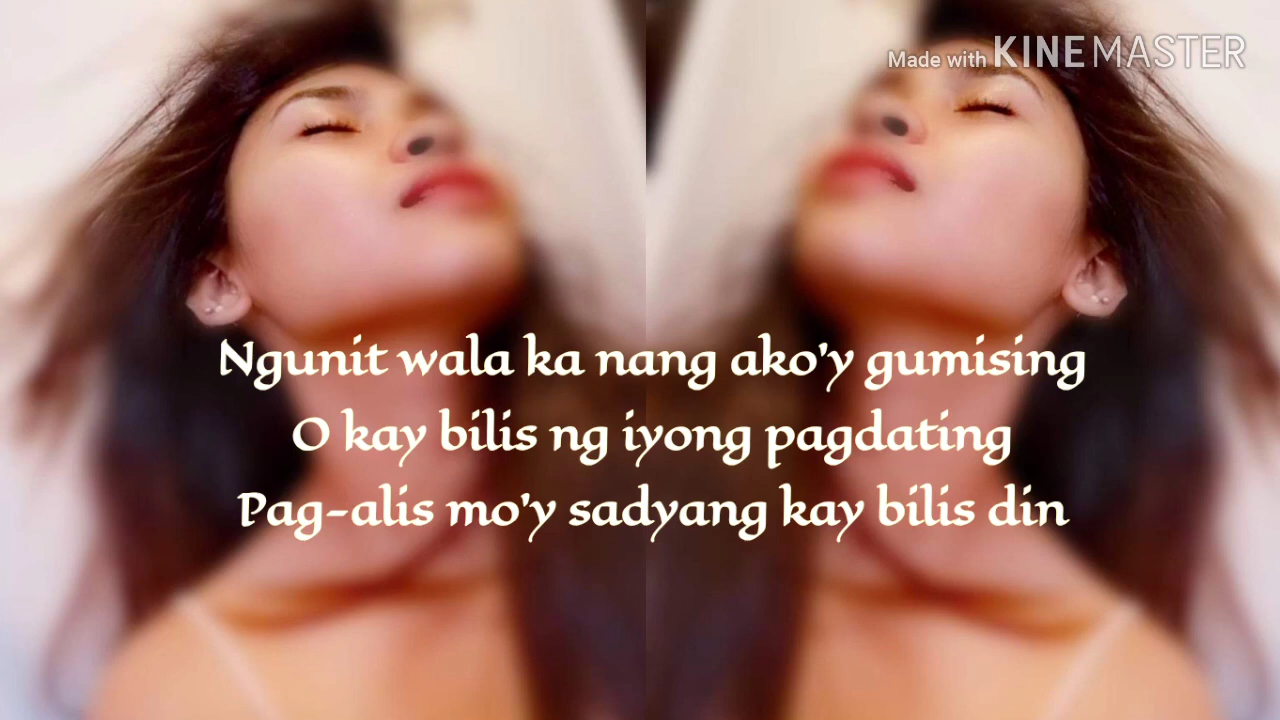 Made with KINEMASTER
Ngunit wala ka nang ako'y gumising
O kay bilis ng iyong pagdating
Pag-alis mo'y sadyang kay bilis din